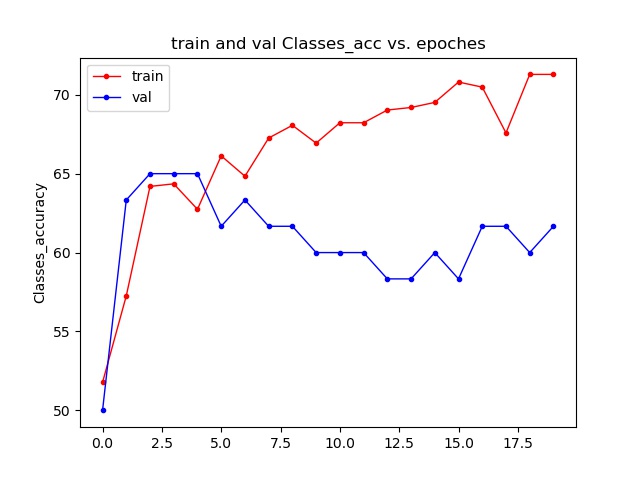 train and val Classes_acc vs. epoches
train
val
Classes_accuracy
70
65
60
55
50
0.0 2.5 5.0 7.5 10.0 12.5 15.0 17.5